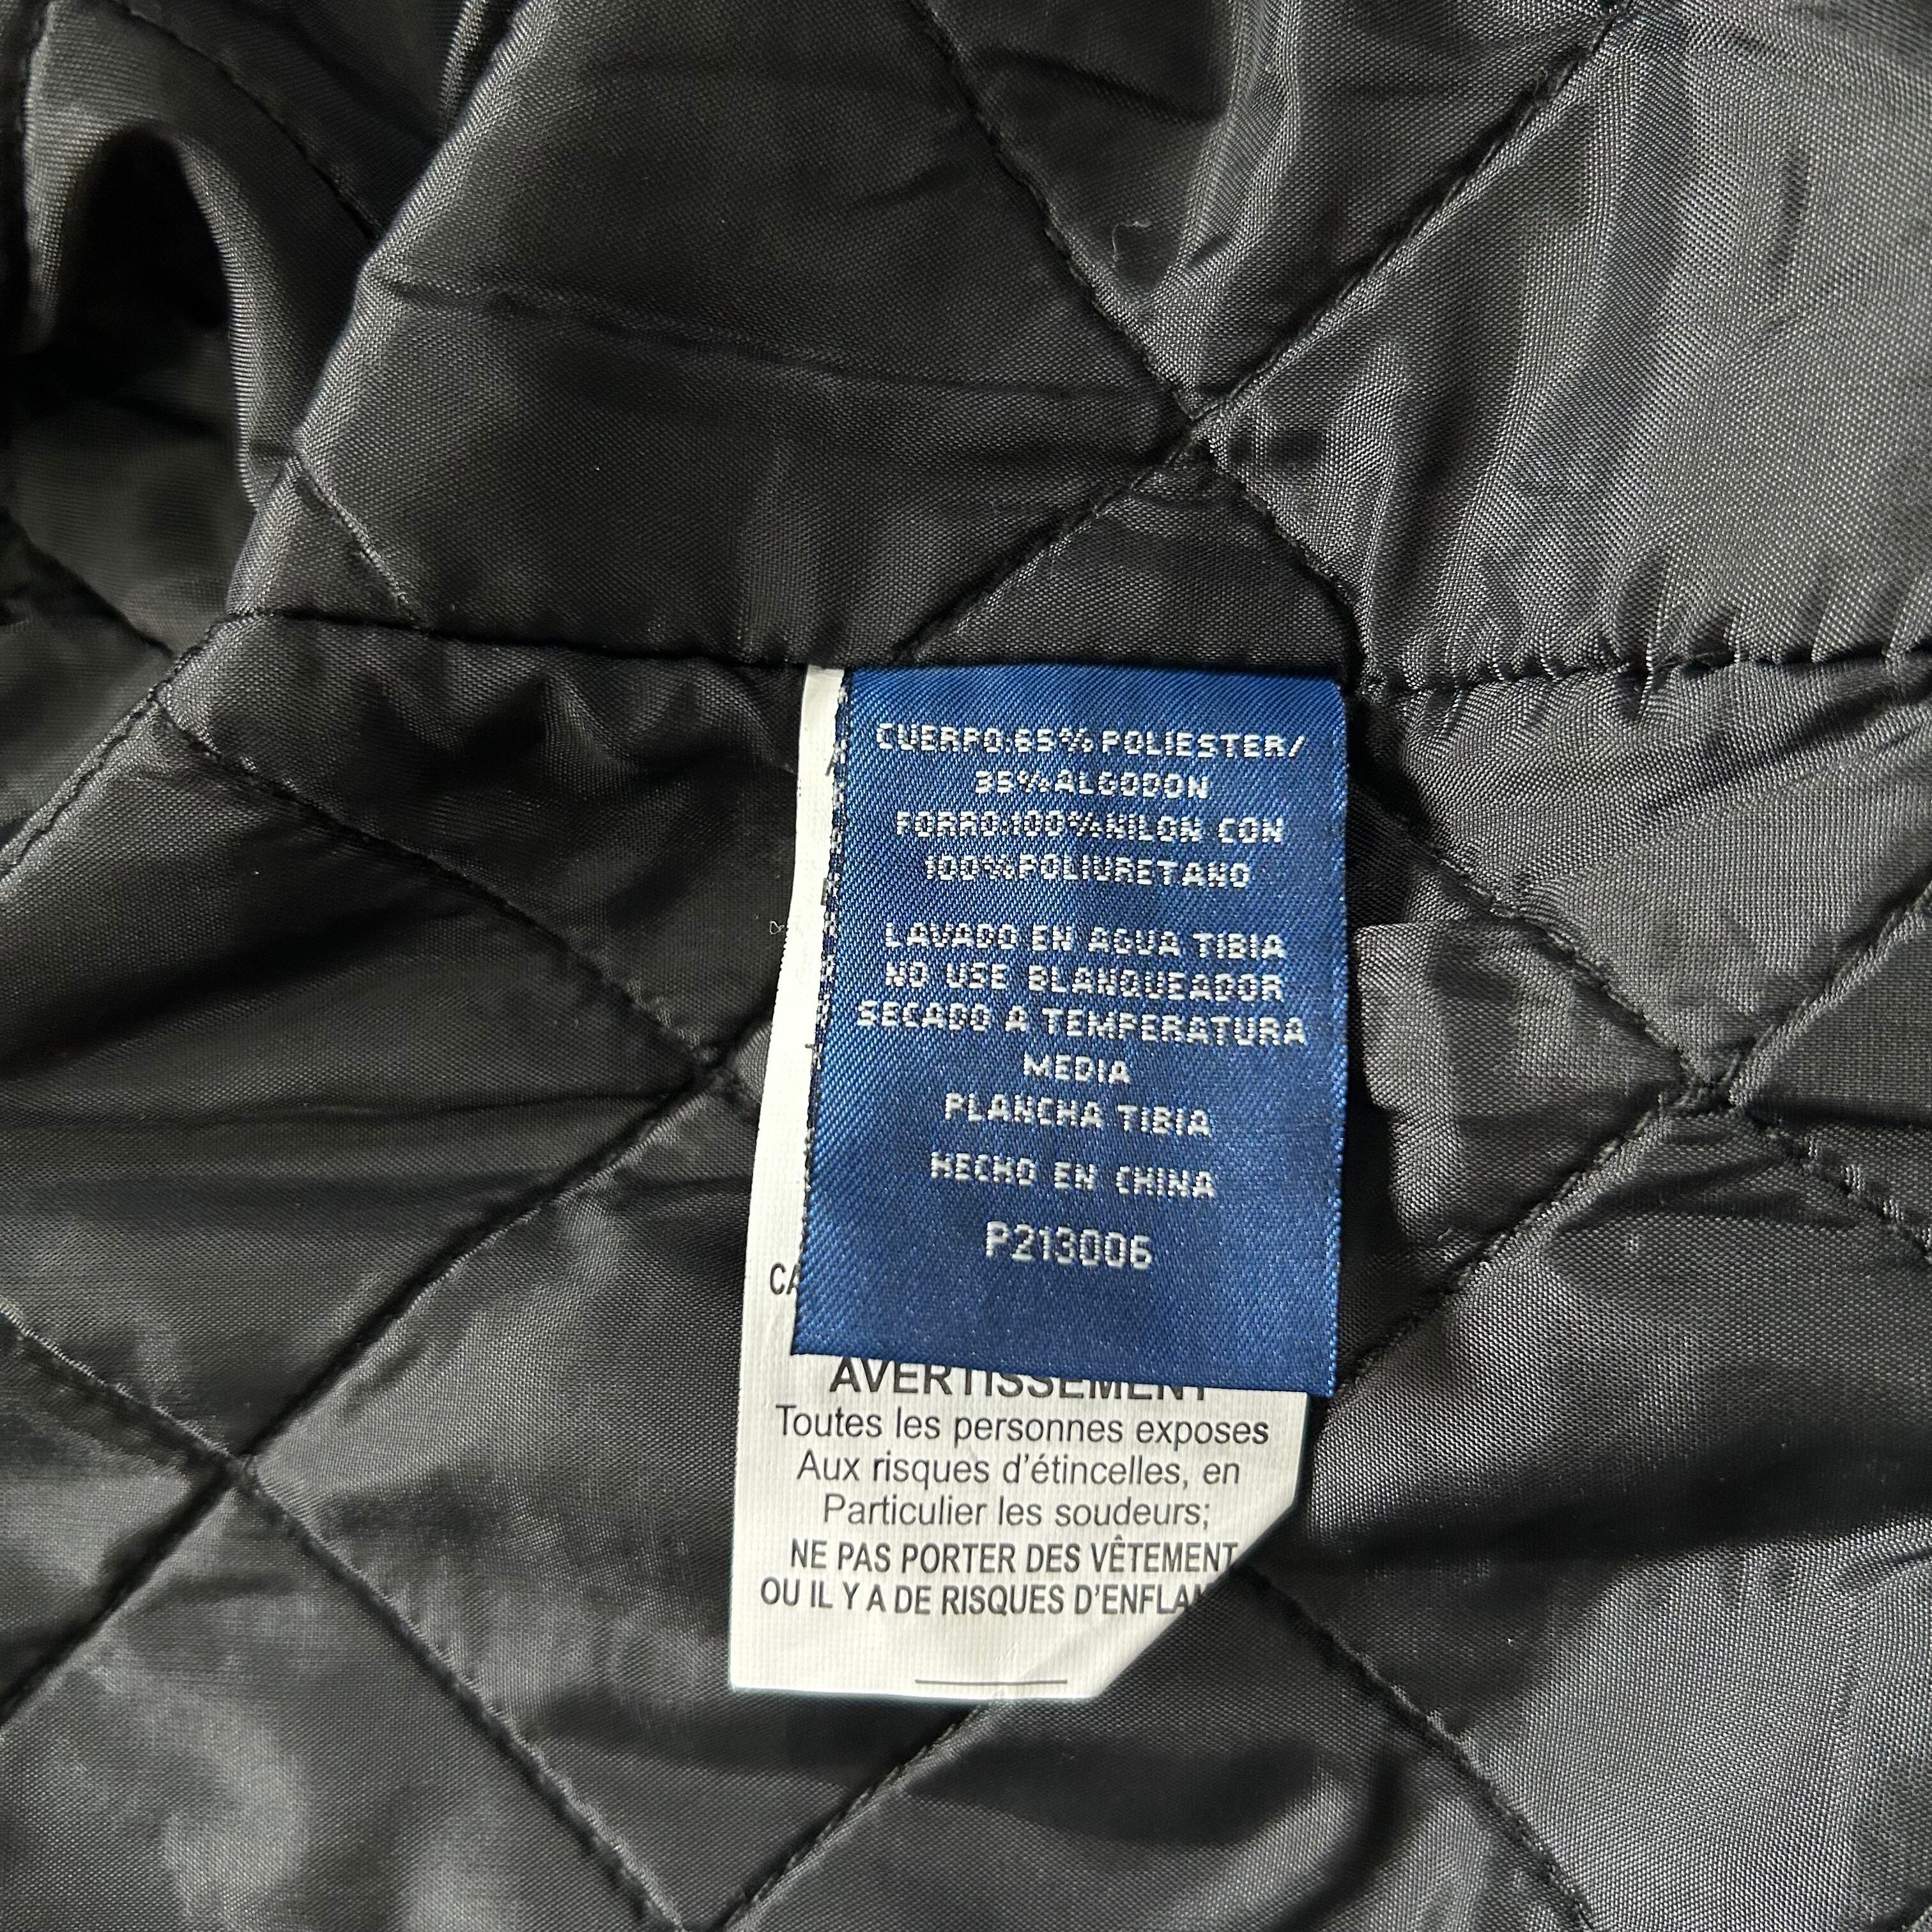 CUERPO:65%POLIESTER/
35%ALGODON
FORRO:100%NILON CON
100%POLIURETANO
LAVADO EN AGUA TIBIA
NO USE BLANQUEADOR
SECADO A TEMPERATURA
MEDIA
PLANCHA TIBIA
HECHO EN CHINA
P213006
CA
AVERTISSEMENT
Toutes les personnes exposes
Aux risques d'étincelles, en
Particulier les soudeurs;
NE PAS PORTER DES VÊTEMENT
OU IL Y A DE RISQUES D'ENFLA